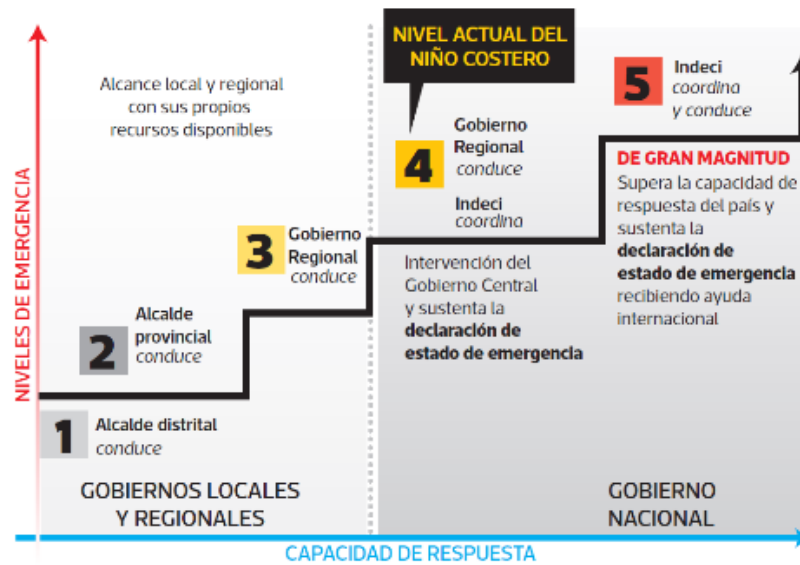 NIVELES DE EMERGENCIA
Alcance local y regional
con sus propios
recursos disponibles
1
Alcalde distrital
conduce
2
Alcalde
provincial
conduce
3
Gobierno
Regional
conduce
GOBIERNOS LOCALES
Y REGIONALES
NIVEL ACTUAL DEL
NIÑO COSTERO
4
Gobierno
Regional
conduce
Indeci
coordina
Intervención del
Gobierno Central
y sustenta la
declaración de
estado de emergencia
5
Indeci
coordina
y conduce
DE GRAN MAGNITUD
Supera la capacidad de
respuesta del país y
sustenta la
declaración de
estado de emergencia
recibiendo ayuda
internacional
GOBIERNO
NACIONAL
CAPACIDAD DE RESPUESTA